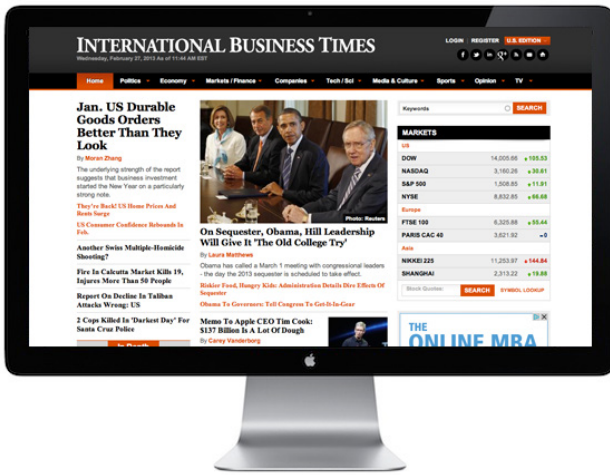 INTERNATIONAL BUSINESS TIMES
LOGIN | REGISTER U.S. EDITION
Wednesday, February 27, 2013 As of 11:44 AM EST
Home Politics Economy Markets / Finance Companies Tech / Sci Media & Culture Sports Opinion TV
Jan. US Durable
Goods Orders
Better Than They
Look
By Moran Zhang
The underlying strength of the report
suggests that business investment
started the New Year on a particularly
strong note.
They're Back! US Home Prices And
Rents Surge
US Consumer Confidence Rebounds In
Feb.
Another Swiss Multiple-Homicide
Shooting?
Fire In Calcutta Market Kills 19,
Injures More Than 50 People
Report On Decline In Taliban
Attacks Wrong: US
2 Cops Killed In 'Darkest Day' For
Santa Cruz Police
In Depth
Photo: Reuters
On Sequester, Obama, Hill Leadership
Will Give It 'The Old College Try'
By Laura Matthews
Obama has called a March 1 meeting with congressional leaders
- the day the 2013 sequester is scheduled to take effect.
Riskier Food, Hungry Kids: Administration Details Dire Effects Of
Sequester
Obama To Governors: Tell Congress To Get-It-In-Gear
Memo To Apple CEO Tim Cook:
$137 Billion Is A Lot Of Dough
By Carey Vanderborg
Keywords SEARCH
MARKETS
US
DOW 14,005.66 +105.53
NASDAQ 3,160.26 +30.61
S&P 500 1,508.85 +11.91
NYSE 8,832.85 +66.68
Europe
FTSE 100 6,325.88 +55.44
PARIS CAC 40 3,621.92 -0
Asia
NIKKEI 225 11,253.97 +144.84
SHANGHAI 2,313.22 +19.88
Stock Quotes: SEARCH SYMBOL LOOKUP
THE
ONLINE MBA